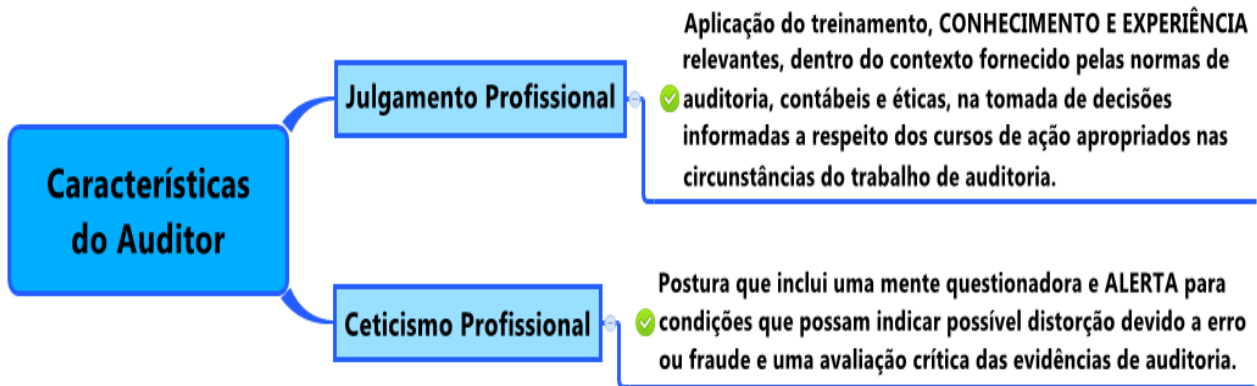 Características
do Auditor
Julgamento Profissional
Aplicação do treinamento, CONHECIMENTO E EXPERIÊNCIA
relevantes, dentro do contexto fornecido pelas normas de
auditoria, contábeis e éticas, na tomada de decisões
informadas a respeito dos cursos de ação apropriados nas
circunstâncias do trabalho de auditoria.
Ceticismo Profissional
Postura que inclui uma mente questionadora e ALERTA para
condições que possam indicar possível distorção devido a erro
ou fraude e uma avaliação crítica das evidências de auditoria.